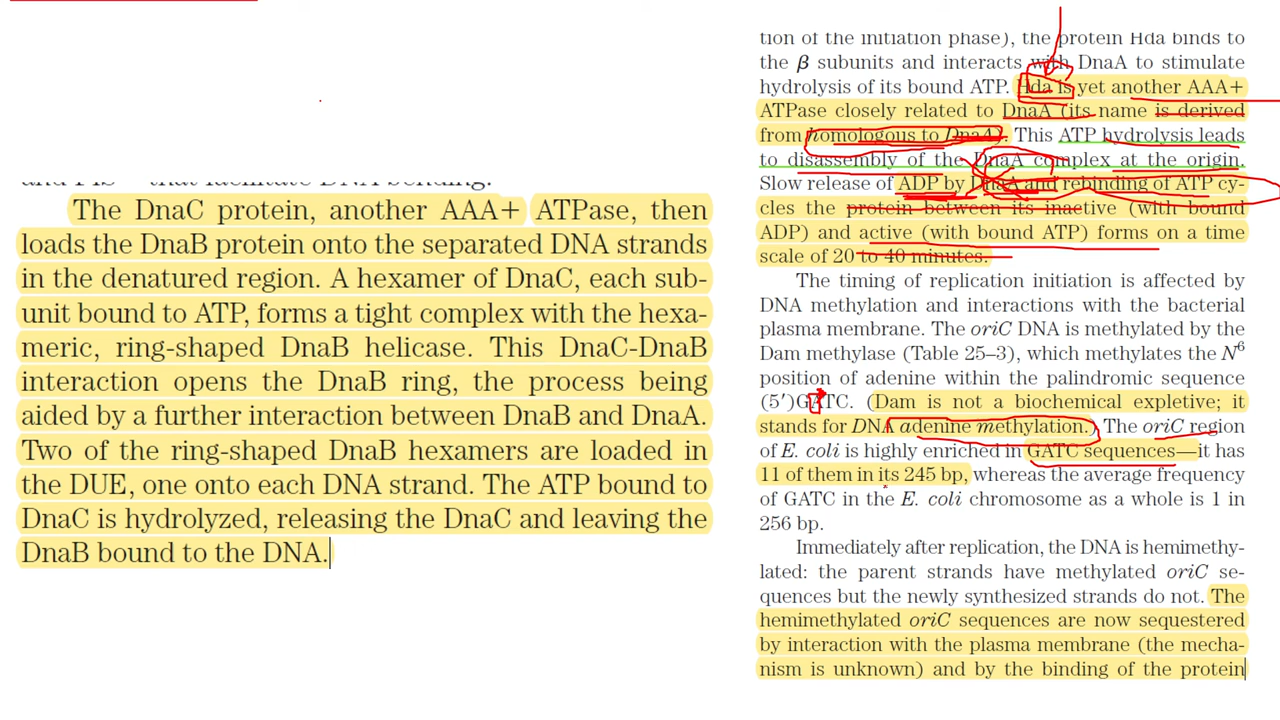 The DnaC protein, another AAA+ ATPase, then
loads the DnaB protein onto the separated DNA strands
in the denatured region. A hexamer of DnaC, each sub-
unit bound to ATP, forms a tight complex with the hexa-
meric, ring-shaped DnaB helicase. This DnaC-DnaB
interaction opens the DnaB ring, the process being
aided by a further interaction between DnaB and DnaA.
Two of the ring-shaped DnaB hexamers are loaded in
the DUE, one onto each DNA strand. The ATP bound to
DnaC is hydrolyzed, releasing the DnaC and leaving the
DnaB bound to the DNA.
tion of the initiation phase), the protein Hda binds to
the β subunits and interacts with DnaA to stimulate
hydrolysis of its bound ATP. Hda is yet another AAA+
ATPase closely related to DnaA (its name is derived
from homologous to DnaA). This ATP hydrolysis leads
to disassembly of the DnaA complex at the origin.
Slow release of ADP by DnaA and rebinding of ATP cy-
cles the protein between its inactive (with bound
ADP) and active (with bound ATP) forms on a time
scale of 20 to 40 minutes.
The timing of replication initiation is affected by
DNA methylation and interactions with the bacterial
plasma membrane. The oriC DNA is methylated by the
Dam methylase (Table 25–3), which methylates the N⁶
position of adenine within the palindromic sequence
(5′)GATC. (Dam is not a biochemical expletive; it
stands for DNA adenine methylation.) The oriC region
of E. coli is highly enriched in GATC sequences—it has
11 of them in its 245 bp, whereas the average frequency
of GATC in the E. coli chromosome as a whole is 1 in
256 bp.
Immediately after replication, the DNA is hemimethy-
lated: the parent strands have methylated oriC se-
quences but the newly synthesized strands do not. The
hemimethylated oriC sequences are now sequestered
by interaction with the plasma membrane (the mecha-
nism is unknown) and by the binding of the protein